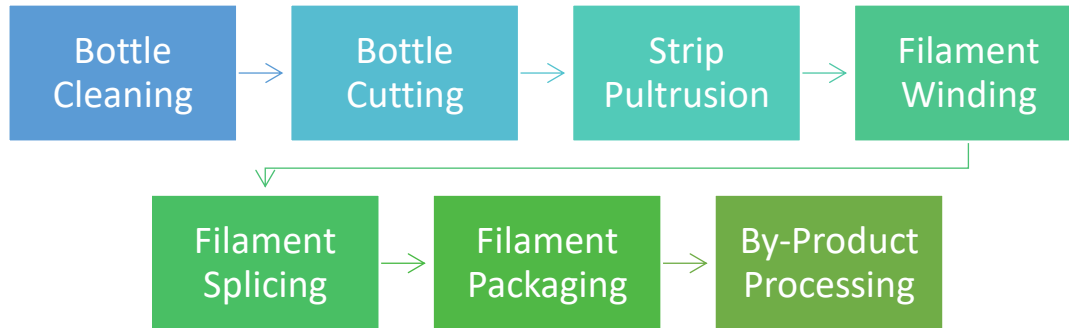 Bottle
Cleaning
Bottle
Cutting
Strip
Pultrusion
Filament
Winding
Filament
Splicing
Filament
Packaging
By-Product
Processing